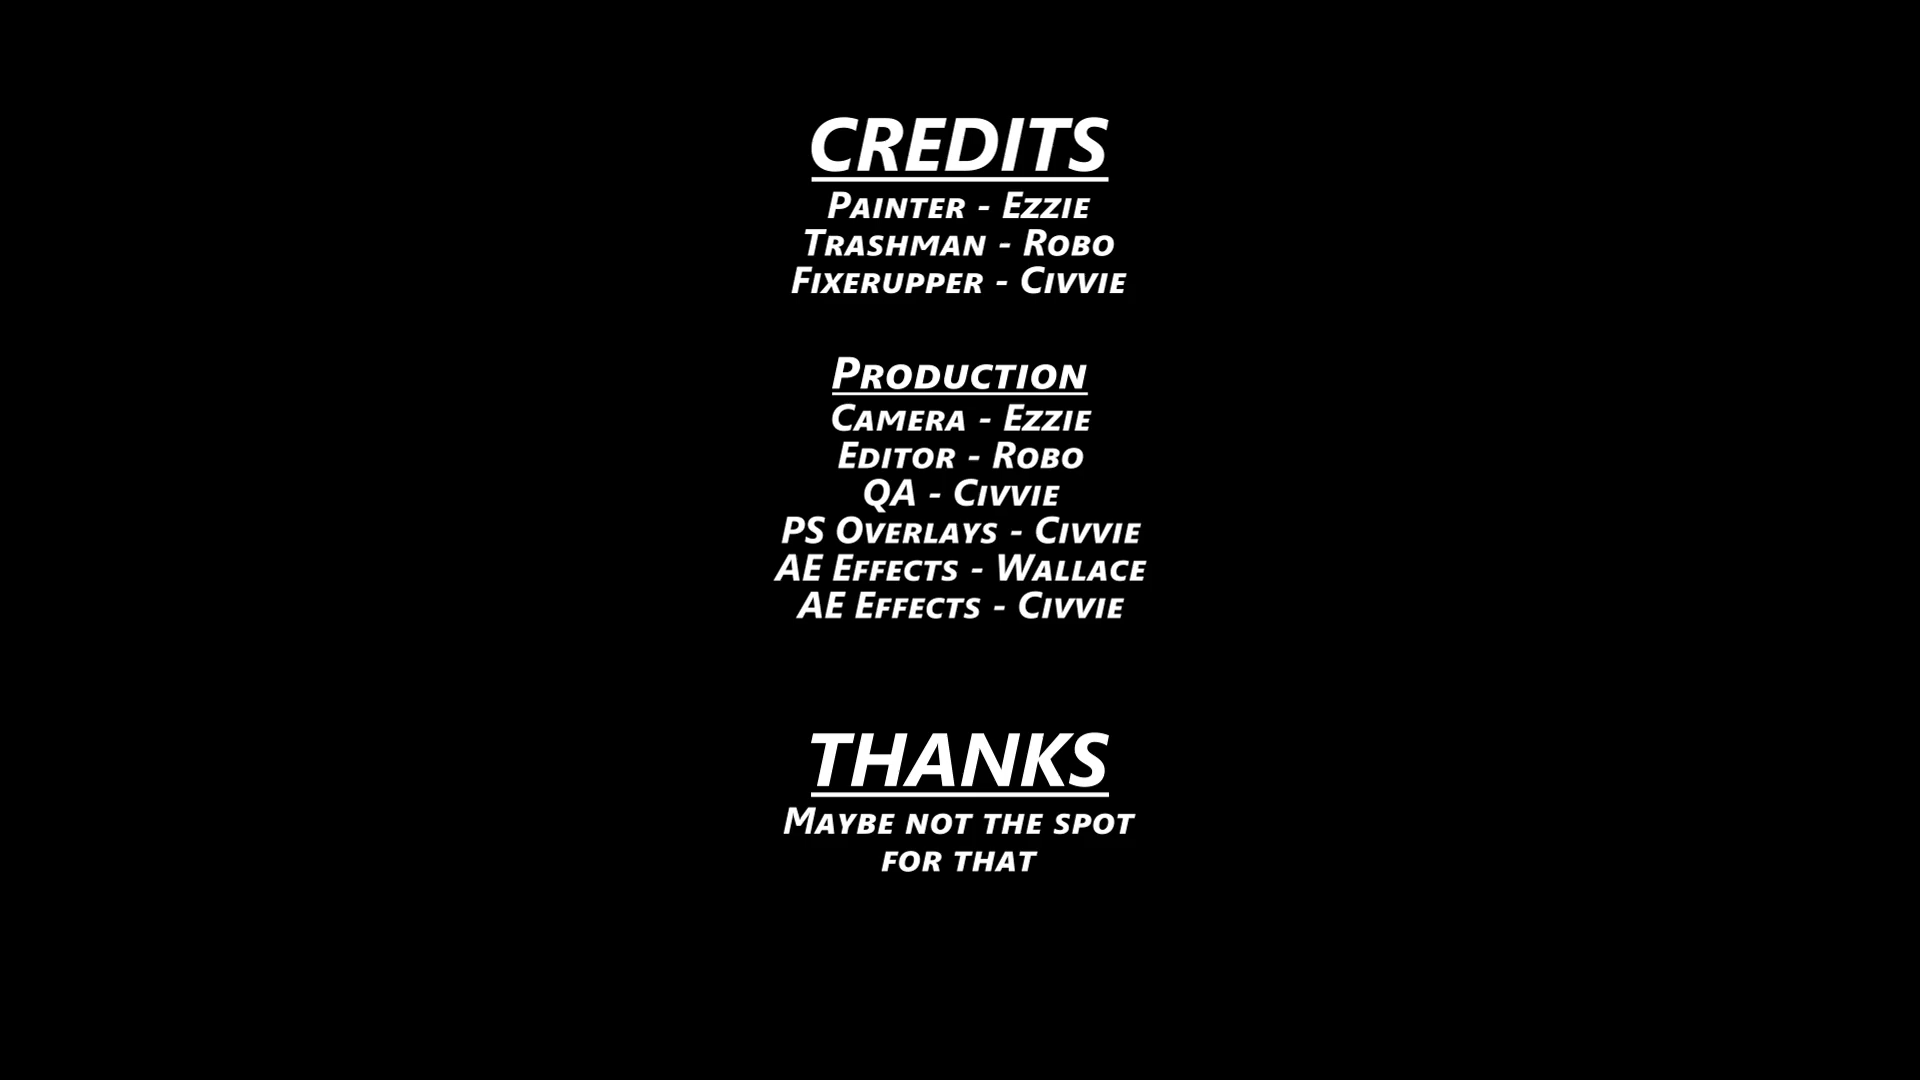 CREDITS
Painter - Ezzie
Trashman - Robo
Fixerupper - Civvie
Production
Camera - Ezzie
Editor - Robo
QA - Civvie
PS Overlays - Civvie
AE Effects - Wallace
AE Effects - Civvie
THANKS
Maybe not the spot
for that